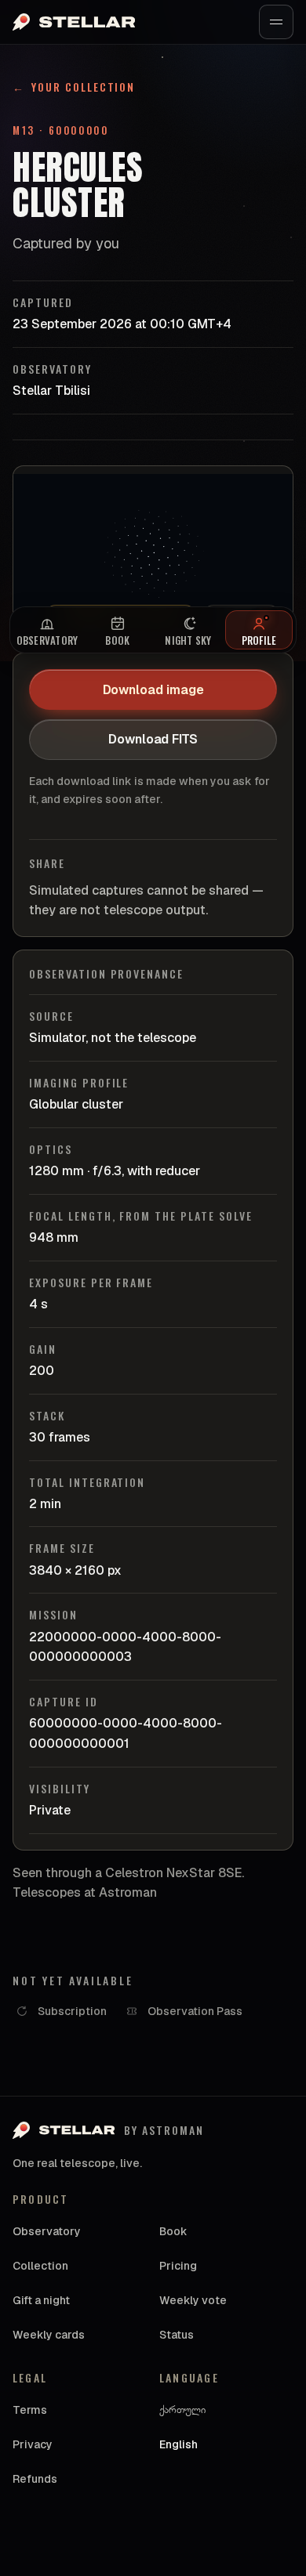 STELLAR
← YOUR COLLECTION
M13 · 60000000
HERCULES
CLUSTER
Captured by you
CAPTURED
23 September 2026 at 00:10 GMT+4
OBSERVATORY
Stellar Tbilisi
OBSERVATORY
BOOK
NIGHT SKY
PROFILE
Download image
Download FITS
Each download link is made when you ask for
it, and expires soon after.
SHARE
Simulated captures cannot be shared —
they are not telescope output.
OBSERVATION PROVENANCE
SOURCE
Simulator, not the telescope
IMAGING PROFILE
Globular cluster
OPTICS
1280 mm · f/6.3, with reducer
FOCAL LENGTH, FROM THE PLATE SOLVE
948 mm
EXPOSURE PER FRAME
4 s
GAIN
200
STACK
30 frames
TOTAL INTEGRATION
2 min
FRAME SIZE
3840 × 2160 px
MISSION
22000000-0000-4000-8000-
000000000003
CAPTURE ID
60000000-0000-4000-8000-
000000000001
VISIBILITY
Private
Seen through a Celestron NexStar 8SE.
Telescopes at Astroman
NOT YET AVAILABLE
Subscription
Observation Pass
STELLAR BY ASTROMAN
One real telescope, live.
PRODUCT
Observatory
Book
Collection
Pricing
Gift a night
Weekly vote
Weekly cards
Status
LEGAL
LANGUAGE
Terms
ქართული
Privacy
English
Refunds